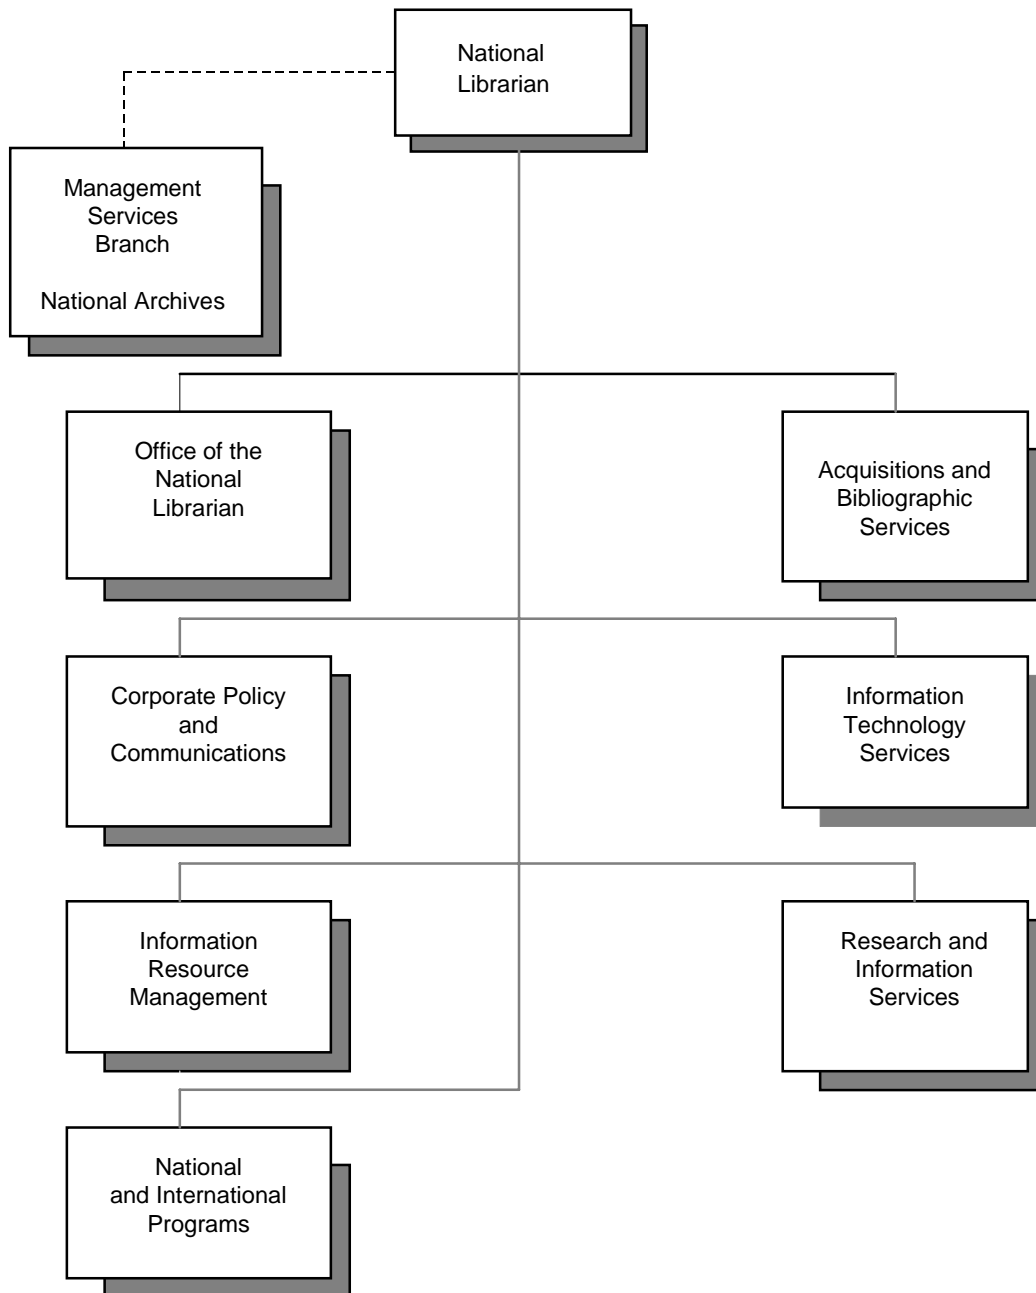 National
Librarian
Management
Services
Branch
National Archives
Office of the
National
Librarian
Acquisitions and
Bibliographic
Services
Corporate Policy
and
Communications
Information
Technology
Services
Information
Resource
Management
Research and
Information
Services
National
and International
Programs